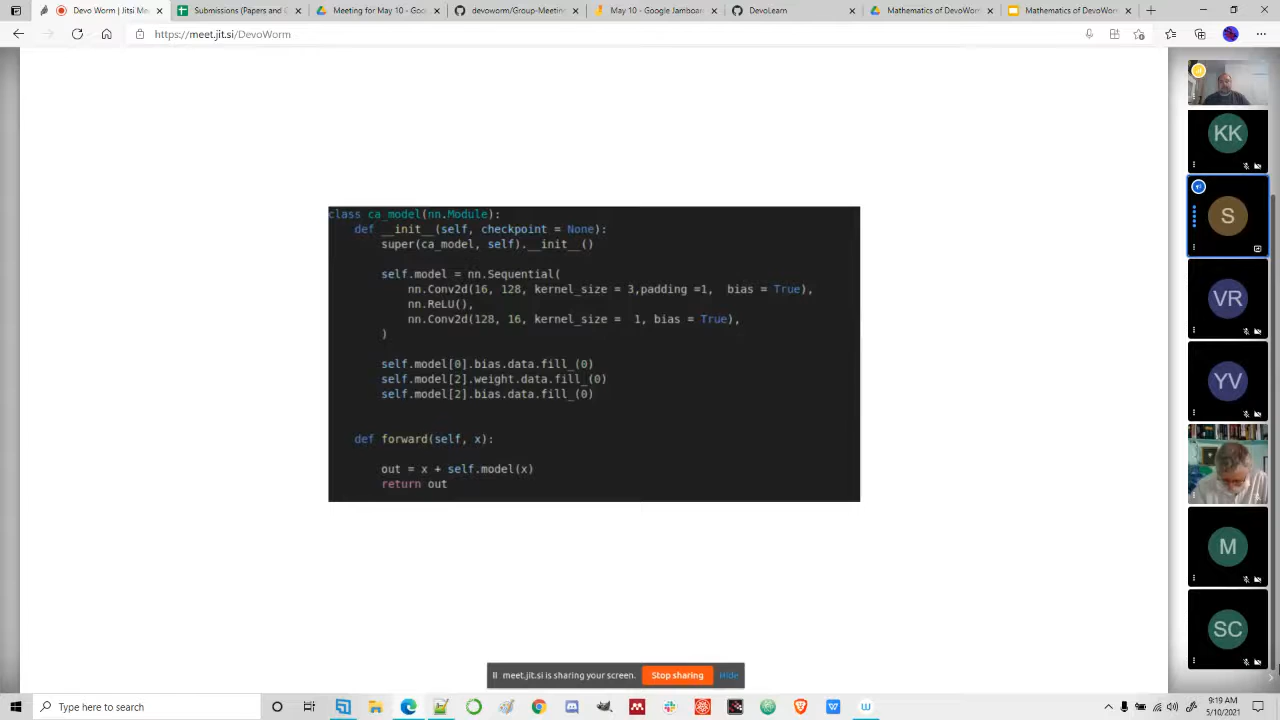 Dev Worm | Jitsi Me
Submissions (Papers and C
Meeting for May 10 - Goo
devoworm/Group-Meetin
May 10 - Google Jamboard
DevoLearn
Mathematics of DevoWorm
Mathematics of DevoWorm
https://meet.jit.si/DevoWorm
class ca_model(nn.Module):
def __init__(self, checkpoint = None):
super(ca_model, self).__init__()
self.model = nn.Sequential(
nn.Conv2d(16, 128, kernel_size = 3,padding =1,  bias = True),
nn.ReLU(),
nn.Conv2d(128, 16, kernel_size =  1, bias = True),
)
self.model[0].bias.data.fill_(0)
self.model[2].weight.data.fill_(0)
self.model[2].bias.data.fill_(0)
def forward(self, x):
out = x + self.model(x)
return out
KK
S
VR
YV
M
SC
meet.jit.si is sharing your screen.
Stop sharing
Hide
Type here to search
9:19 AM
5/10/2021